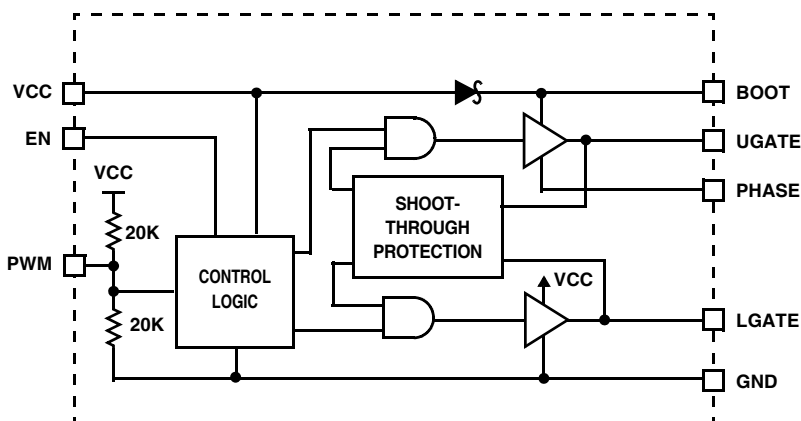 VCC
BOOT
EN
UGATE
VCC
PHASE
20K
SHOOT-
THROUGH
PROTECTION
PWM
CONTROL
LOGIC
VCC
20K
LGATE
GND